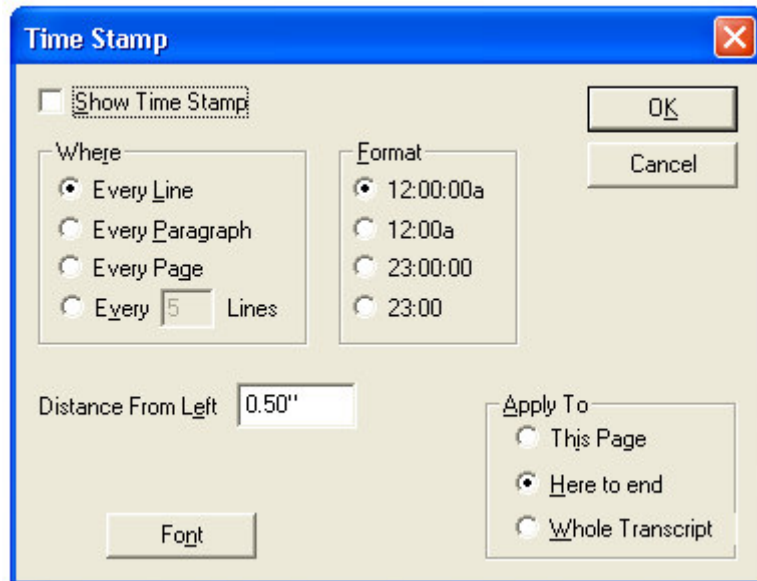 Time Stamp
Show Time Stamp
OK
Cancel
Where
Every Line
Every Paragraph
Every Page
Every 5 Lines
Format
12:00:00a
12:00a
23:00:00
23:00
Distance From Left 0.50"
Apply To
This Page
Here to end
Whole Transcript
Font